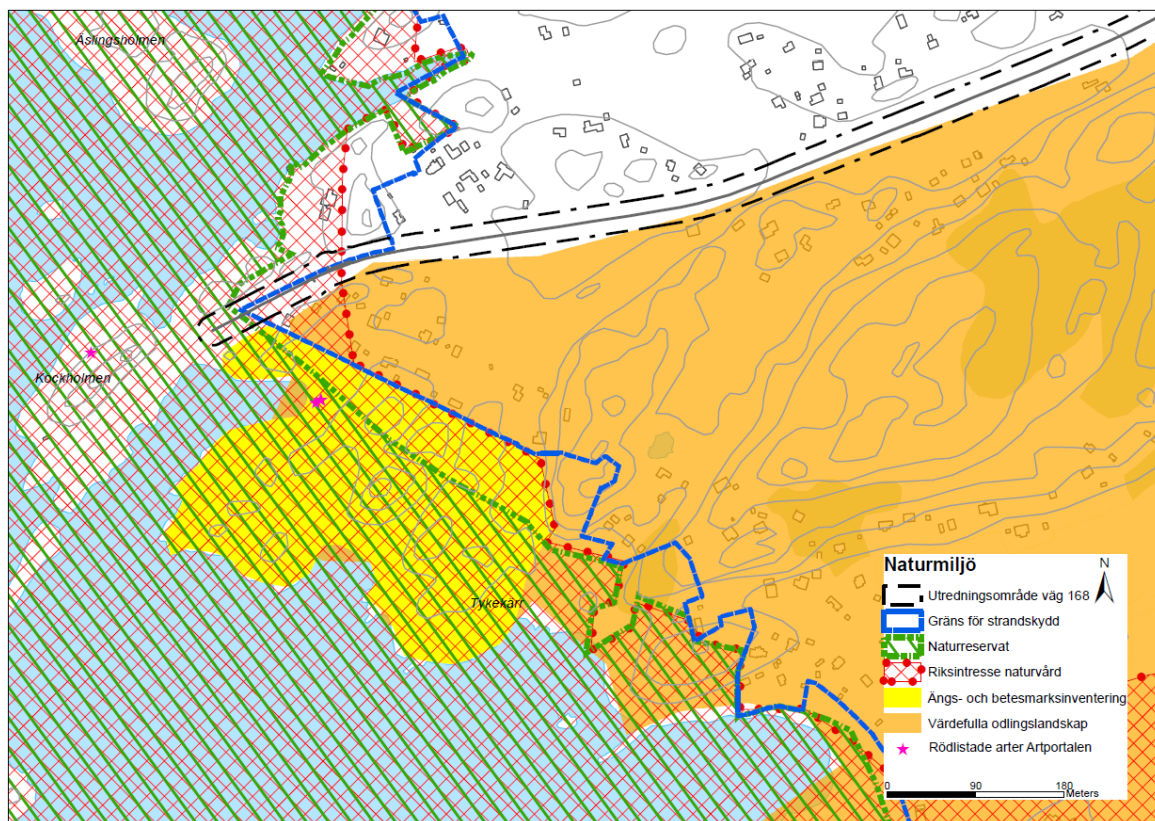 Äslingsholmen
Kockholmen
Tykekärr
Naturmiljö
N
Utredningsområde väg 168
Gräns för strandskydd
Naturreservat
Riksintresse naturvård
Ängs- och betesmarksinventering
Värdefulla odlingslandskap
Rödlistade arter Artportalen
0 90 180
Meters